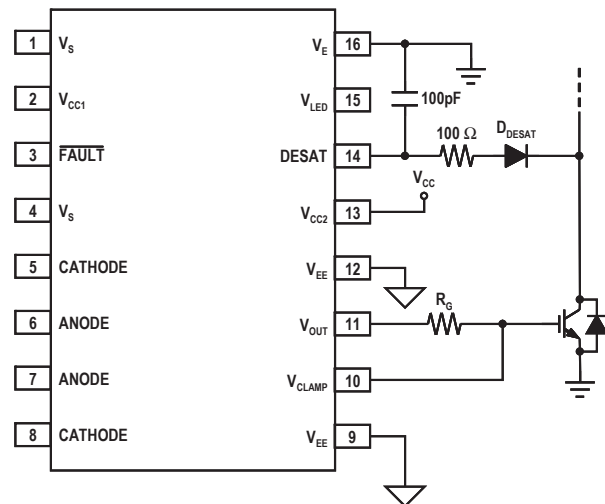 1 V_S
2 V_CC1
3 FAULT
4 V_S
5 CATHODE
6 ANODE
7 ANODE
8 CATHODE
V_E 16
V_LED 15
DESAT 14
V_CC2 13
V_EE 12
V_OUT 11
V_CLAMP 10
V_EE 9
100pF
100 Ω
D_DESAT
V_CC
R_G